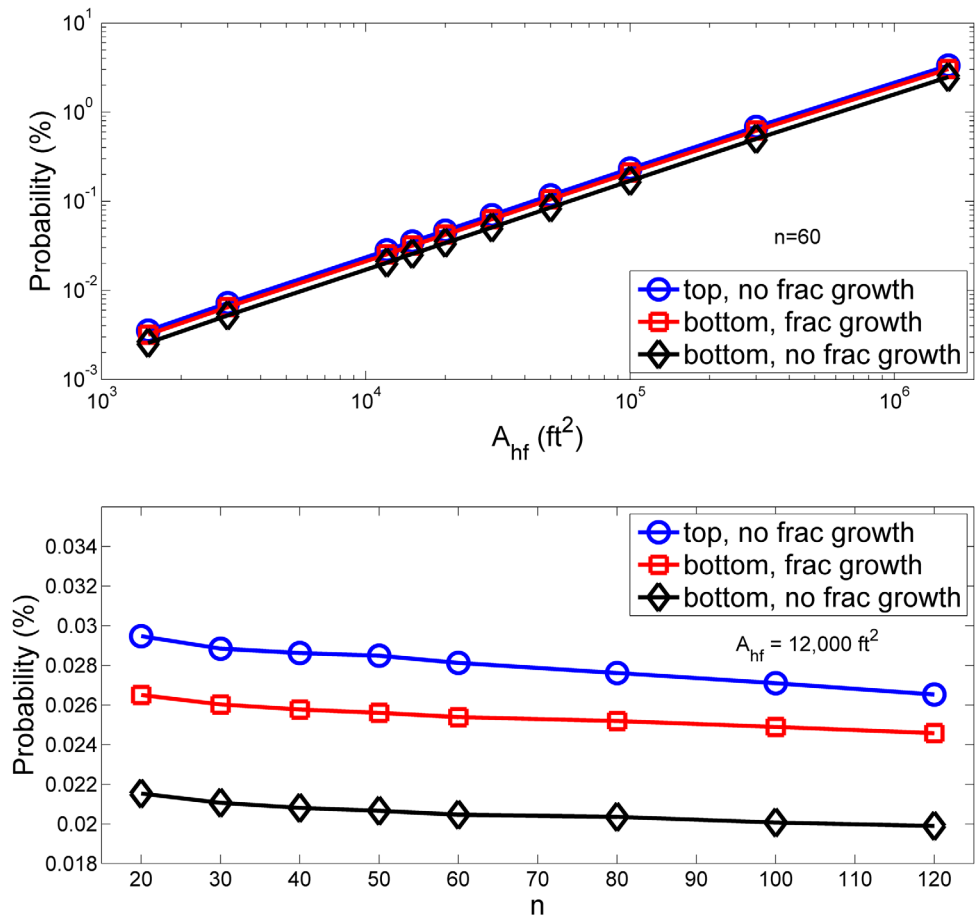 10^1
10^0
10^-1
10^-2
10^-3
Probability (%)
n=60
top, no frac growth
bottom, frac growth
bottom, no frac growth
10^3 10^4 10^5 10^6
A_hf (ft^2)
0.034
0.032
0.03
0.028
0.026
0.024
0.022
0.02
0.018
Probability (%)
top, no frac growth
bottom, frac growth
bottom, no frac growth
A_hf = 12,000 ft^2
20 30 40 50 60 70 80 90 100 110 120
n